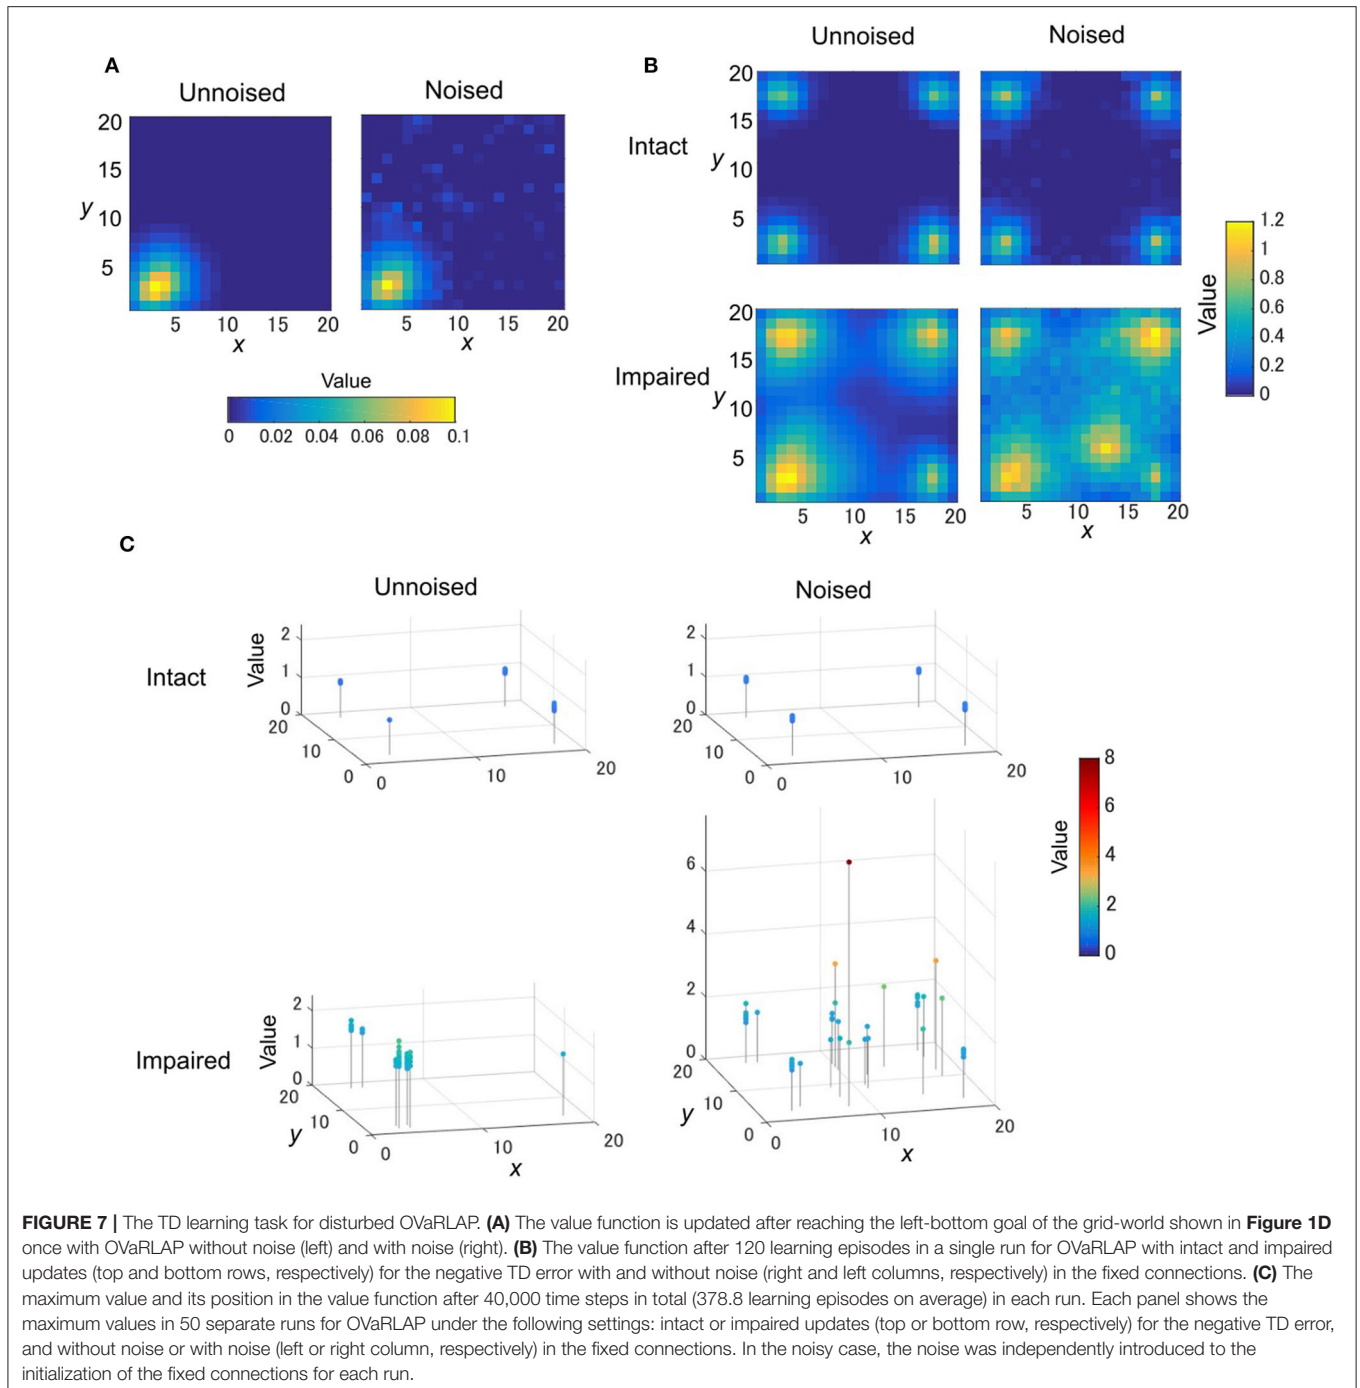 A
Unnoised
Noised
20
15
y
10
5
5
10
15
20
x
5
10
15
20
x
Value
0
0.02
0.04
0.06
0.08
0.1
B
Unnoised
Noised
Intact
20
15
y
10
5
Impaired
20
15
y
10
5
5
10
15
20
x
5
10
15
20
x
Value
1.2
1
0.8
0.6
0.4
0.2
0
C
Unnoised
Noised
Intact
Value
2
1
0
20
10
0
0
10
20
2
1
0
20
10
0
0
10
20
Impaired
Value
2
1
0
20
10
0
y
0
10
20
x
6
4
2
0
20
10
0
y
0
10
20
x
Value
8
6
4
2
0
FIGURE 7 | The TD learning task for disturbed OVaRLAP. (A) The value function is updated after reaching the left-bottom goal of the grid-world shown in Figure 1D
once with OVaRLAP without noise (left) and with noise (right). (B) The value function after 120 learning episodes in a single run for OVaRLAP with intact and impaired
updates (top and bottom rows, respectively) for the negative TD error with and without noise (right and left columns, respectively) in the fixed connections. (C) The
maximum value and its position in the value function after 40,000 time steps in total (378.8 learning episodes on average) in each run. Each panel shows the
maximum values in 50 separate runs for OVaRLAP under the following settings: intact or impaired updates (top or bottom row, respectively) for the negative TD error,
and without noise or with noise (left or right column, respectively) in the fixed connections. In the noisy case, the noise was independently introduced to the
initialization of the fixed connections for each run.